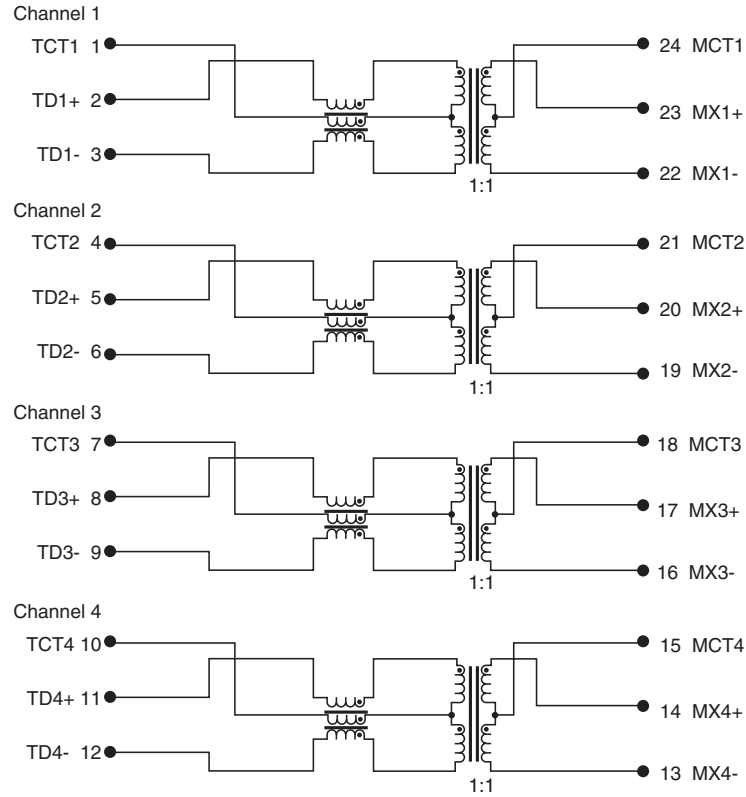 Channel 1
TCT1 1
24 MCT1
TD1+ 2
23 MX1+
TD1- 3
22 MX1-
1:1
Channel 2
TCT2 4
21 MCT2
TD2+ 5
20 MX2+
TD2- 6
19 MX2-
1:1
Channel 3
TCT3 7
18 MCT3
TD3+ 8
17 MX3+
TD3- 9
16 MX3-
1:1
Channel 4
TCT4 10
15 MCT4
TD4+ 11
14 MX4+
TD4- 12
13 MX4-
1:1